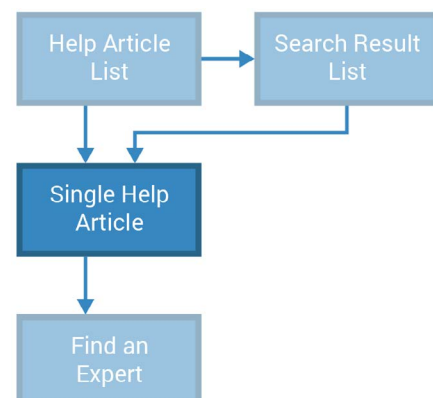 Help Article
List
Search Result
List
Single Help
Article
Find an
Expert